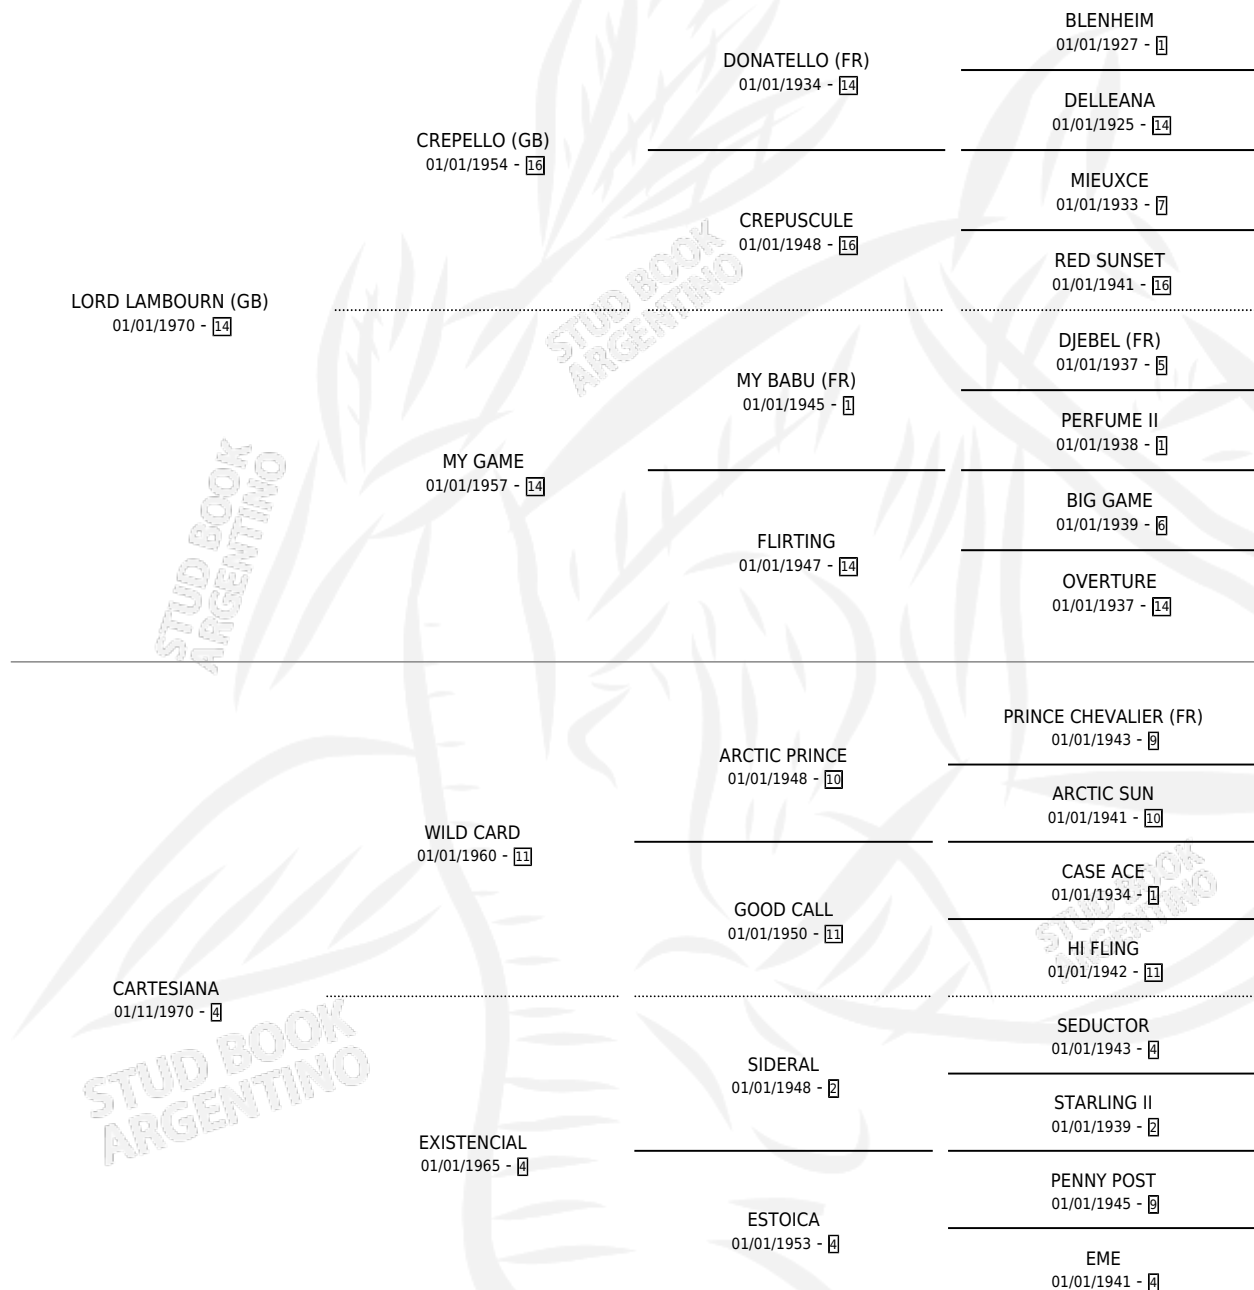 BLENHEIM
01/01/1927 - 1
DONATELLO (FR)
01/01/1934 - 14
DELLEANA
01/01/1925 - 14
CREPELLO (GB)
01/01/1954 - 16
MIEUXCE
01/01/1933 - 7
CREPUSCULE
01/01/1948 - 16
RED SUNSET
01/01/1941 - 16
LORD LAMBOURN (GB)
01/01/1970 - 14
DJEBEL (FR)
01/01/1937 - 5
MY BABU (FR)
01/01/1945 - 1
PERFUME II
01/01/1938 - 1
MY GAME
01/01/1957 - 14
BIG GAME
01/01/1939 - 6
FLIRTING
01/01/1947 - 14
OVERTURE
01/01/1937 - 14
PRINCE CHEVALIER (FR)
01/01/1943 - 9
ARCTIC PRINCE
01/01/1948 - 10
ARCTIC SUN
01/01/1941 - 10
WILD CARD
01/01/1960 - 11
CASE ACE
01/01/1934 - 1
GOOD CALL
01/01/1950 - 11
HI FLING
01/01/1942 - 11
CARTESIANA
01/11/1970 - 4
SEDUCTOR
01/01/1943 - 4
SIDERAL
01/01/1948 - 2
STARLING II
01/01/1939 - 2
EXISTENCIAL
01/01/1965 - 4
PENNY POST
01/01/1945 - 9
ESTOICA
01/01/1953 - 4
EME
01/01/1941 - 4
STUD BOOK
ARGENTINO
STUD BOOK
ARGENTINO
STUD BOOK
ARGENTINO
STUD BOOK
ARGENTINO